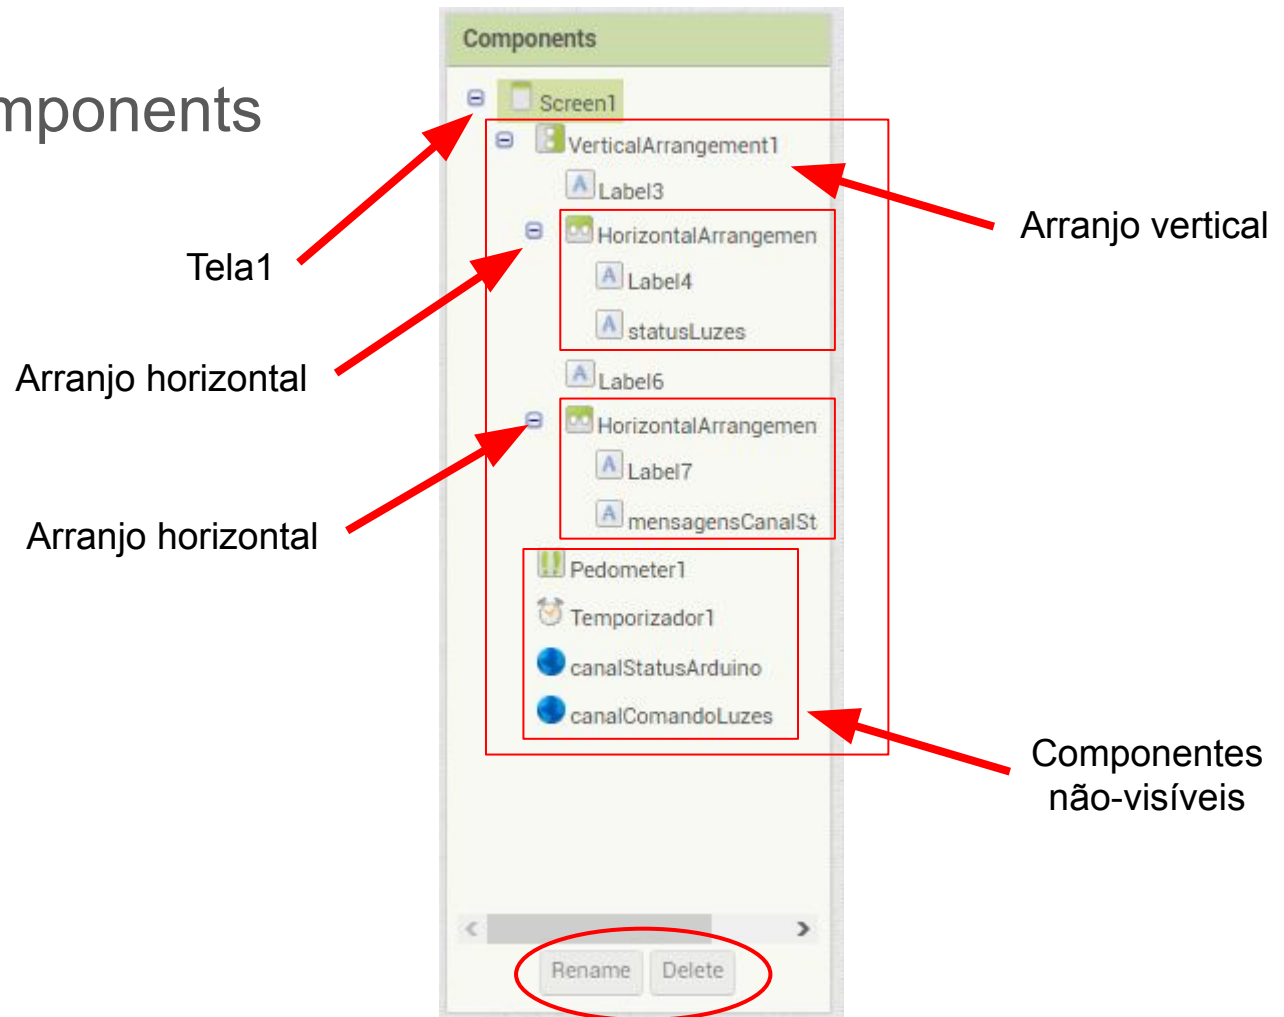 Components
mponents
Screen1
VerticalArrangement1
Label3
Arranjo vertical
HorizontalArrangemen
Tela1
Label4
statusLuzes
Arranjo horizontal
Label6
HorizontalArrangemen
Label7
mensagensCanalSt
Arranjo horizontal
Pedometer1
Temporizador1
canalStatusArduino
canalComandoLuzes
Componentes
não-visíveis
Rename Delete